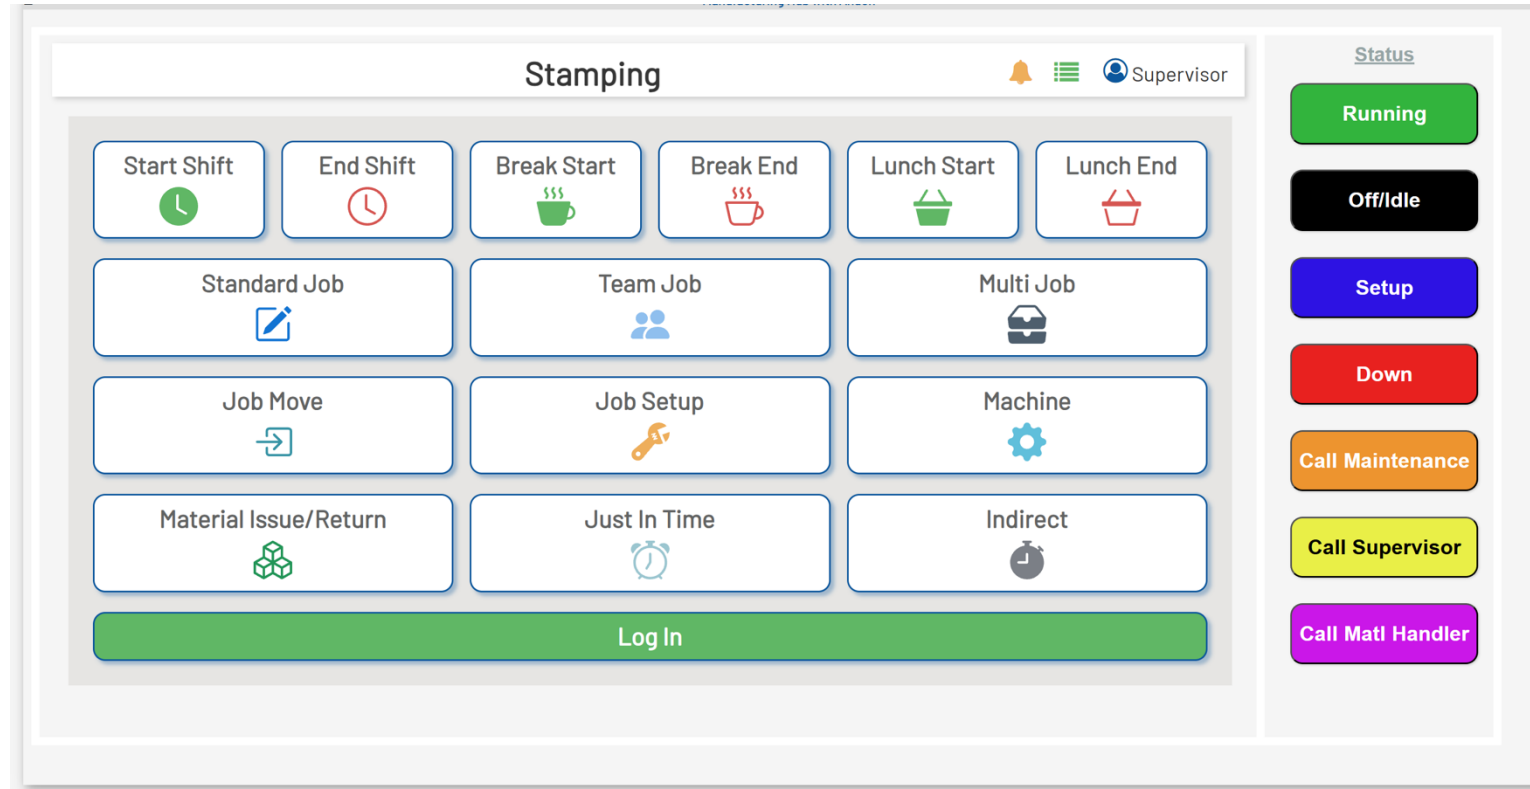 Stamping
Supervisor
Status
Running
Off/Idle
Setup
Down
Call Maintenance
Call Supervisor
Call Matl Handler
Start Shift
End Shift
Break Start
Break End
Lunch Start
Lunch End
Standard Job
Team Job
Multi Job
Job Move
Job Setup
Machine
Material Issue/Return
Just In Time
Indirect
Log In